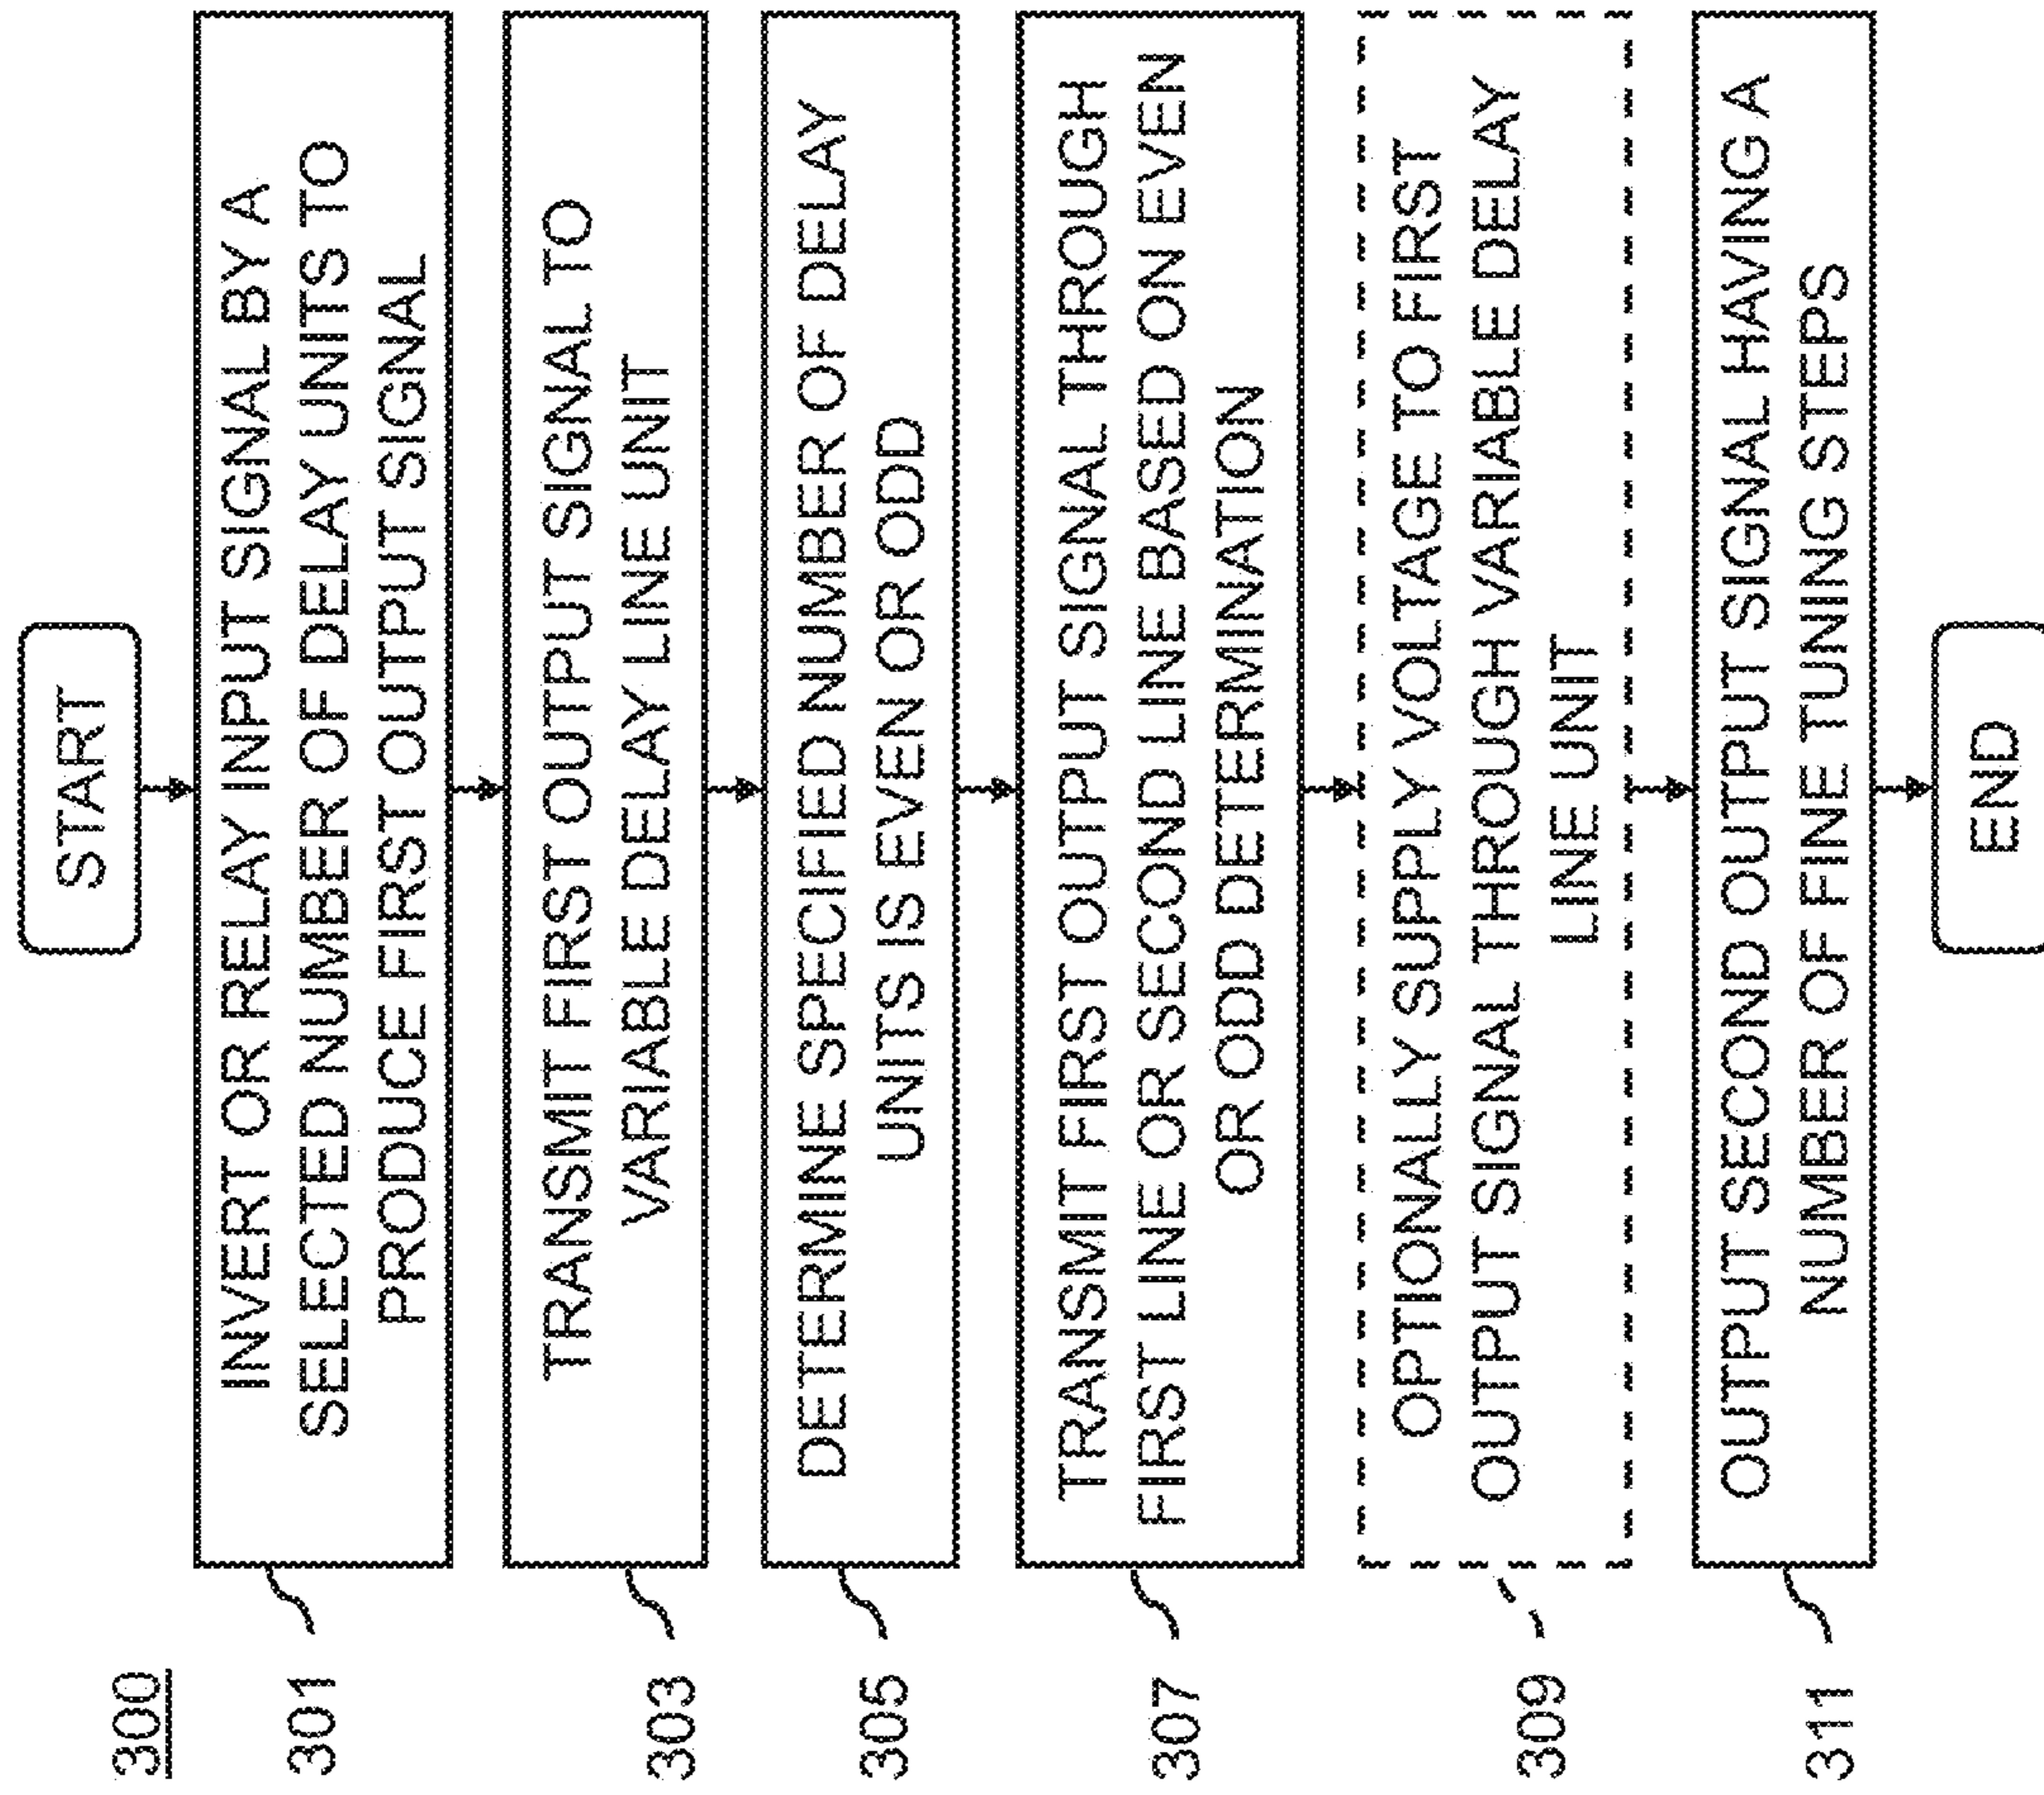 300
START
301
INVERT OR RELAY INPUT SIGNAL BY A
SELECTED NUMBER OF DELAY UNITS TO
PRODUCE FIRST OUTPUT SIGNAL
303
TRANSMIT FIRST OUTPUT SIGNAL TO
VARIABLE DELAY LINE UNIT
305
DETERMINE SPECIFIED NUMBER OF DELAY
UNITS IS EVEN OR ODD
307
TRANSMIT FIRST OUTPUT SIGNAL THROUGH
FIRST LINE OR SECOND LINE BASED ON EVEN
OR ODD DETERMINATION
309
OPTIONALLY SUPPLY VOLTAGE TO FIRST
OUTPUT SIGNAL THROUGH VARIABLE DELAY
LINE UNIT
311
OUTPUT SECOND OUTPUT SIGNAL HAVING A
NUMBER OF FINE TUNING STEPS
END